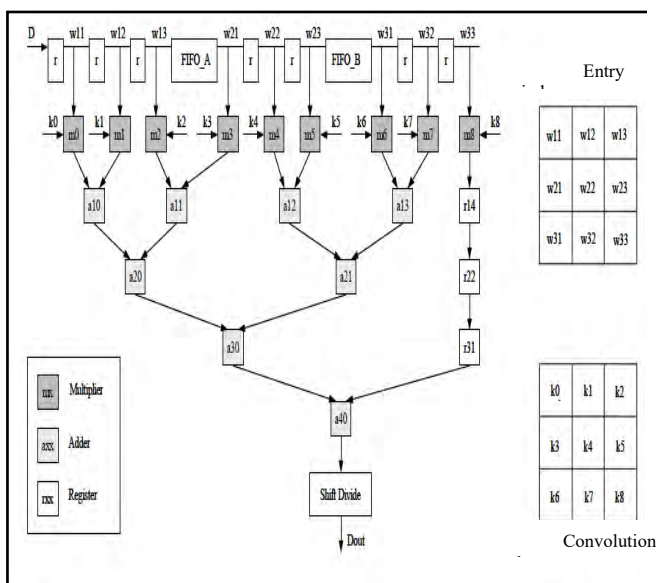 D w11 w12 w13 w21 w22 w23 w31 w32 w33
r r r FIFO_A r r FIFO_B r r
k0 k1 k2 k3 k4 k5 k6 k7 k8
m0 m1 m2 m3 m4 m5 m6 m7 m8
a10 a11 a12 a13 r14
a20 a21 r22
a30 r31
a40
Shift Divide
Dout
mx Multiplier
axx Adder
rxx Register
Entry
w11 w12 w13
w21 w22 w23
w31 w32 w33
k0 k1 k2
k3 k4 k5
k6 k7 k8
Convolution